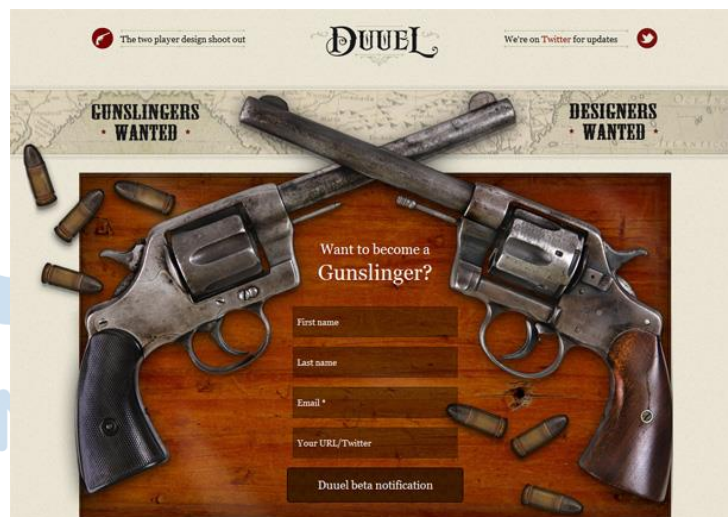 The two player design shoot out
DUUEL
We're on Twitter for updates
GUNSLINGERS
WANTED
DESIGNERS
WANTED
Want to become a
Gunslinger?
First name
Last name
Email *
Your URL/Twitter
Duuel beta notification